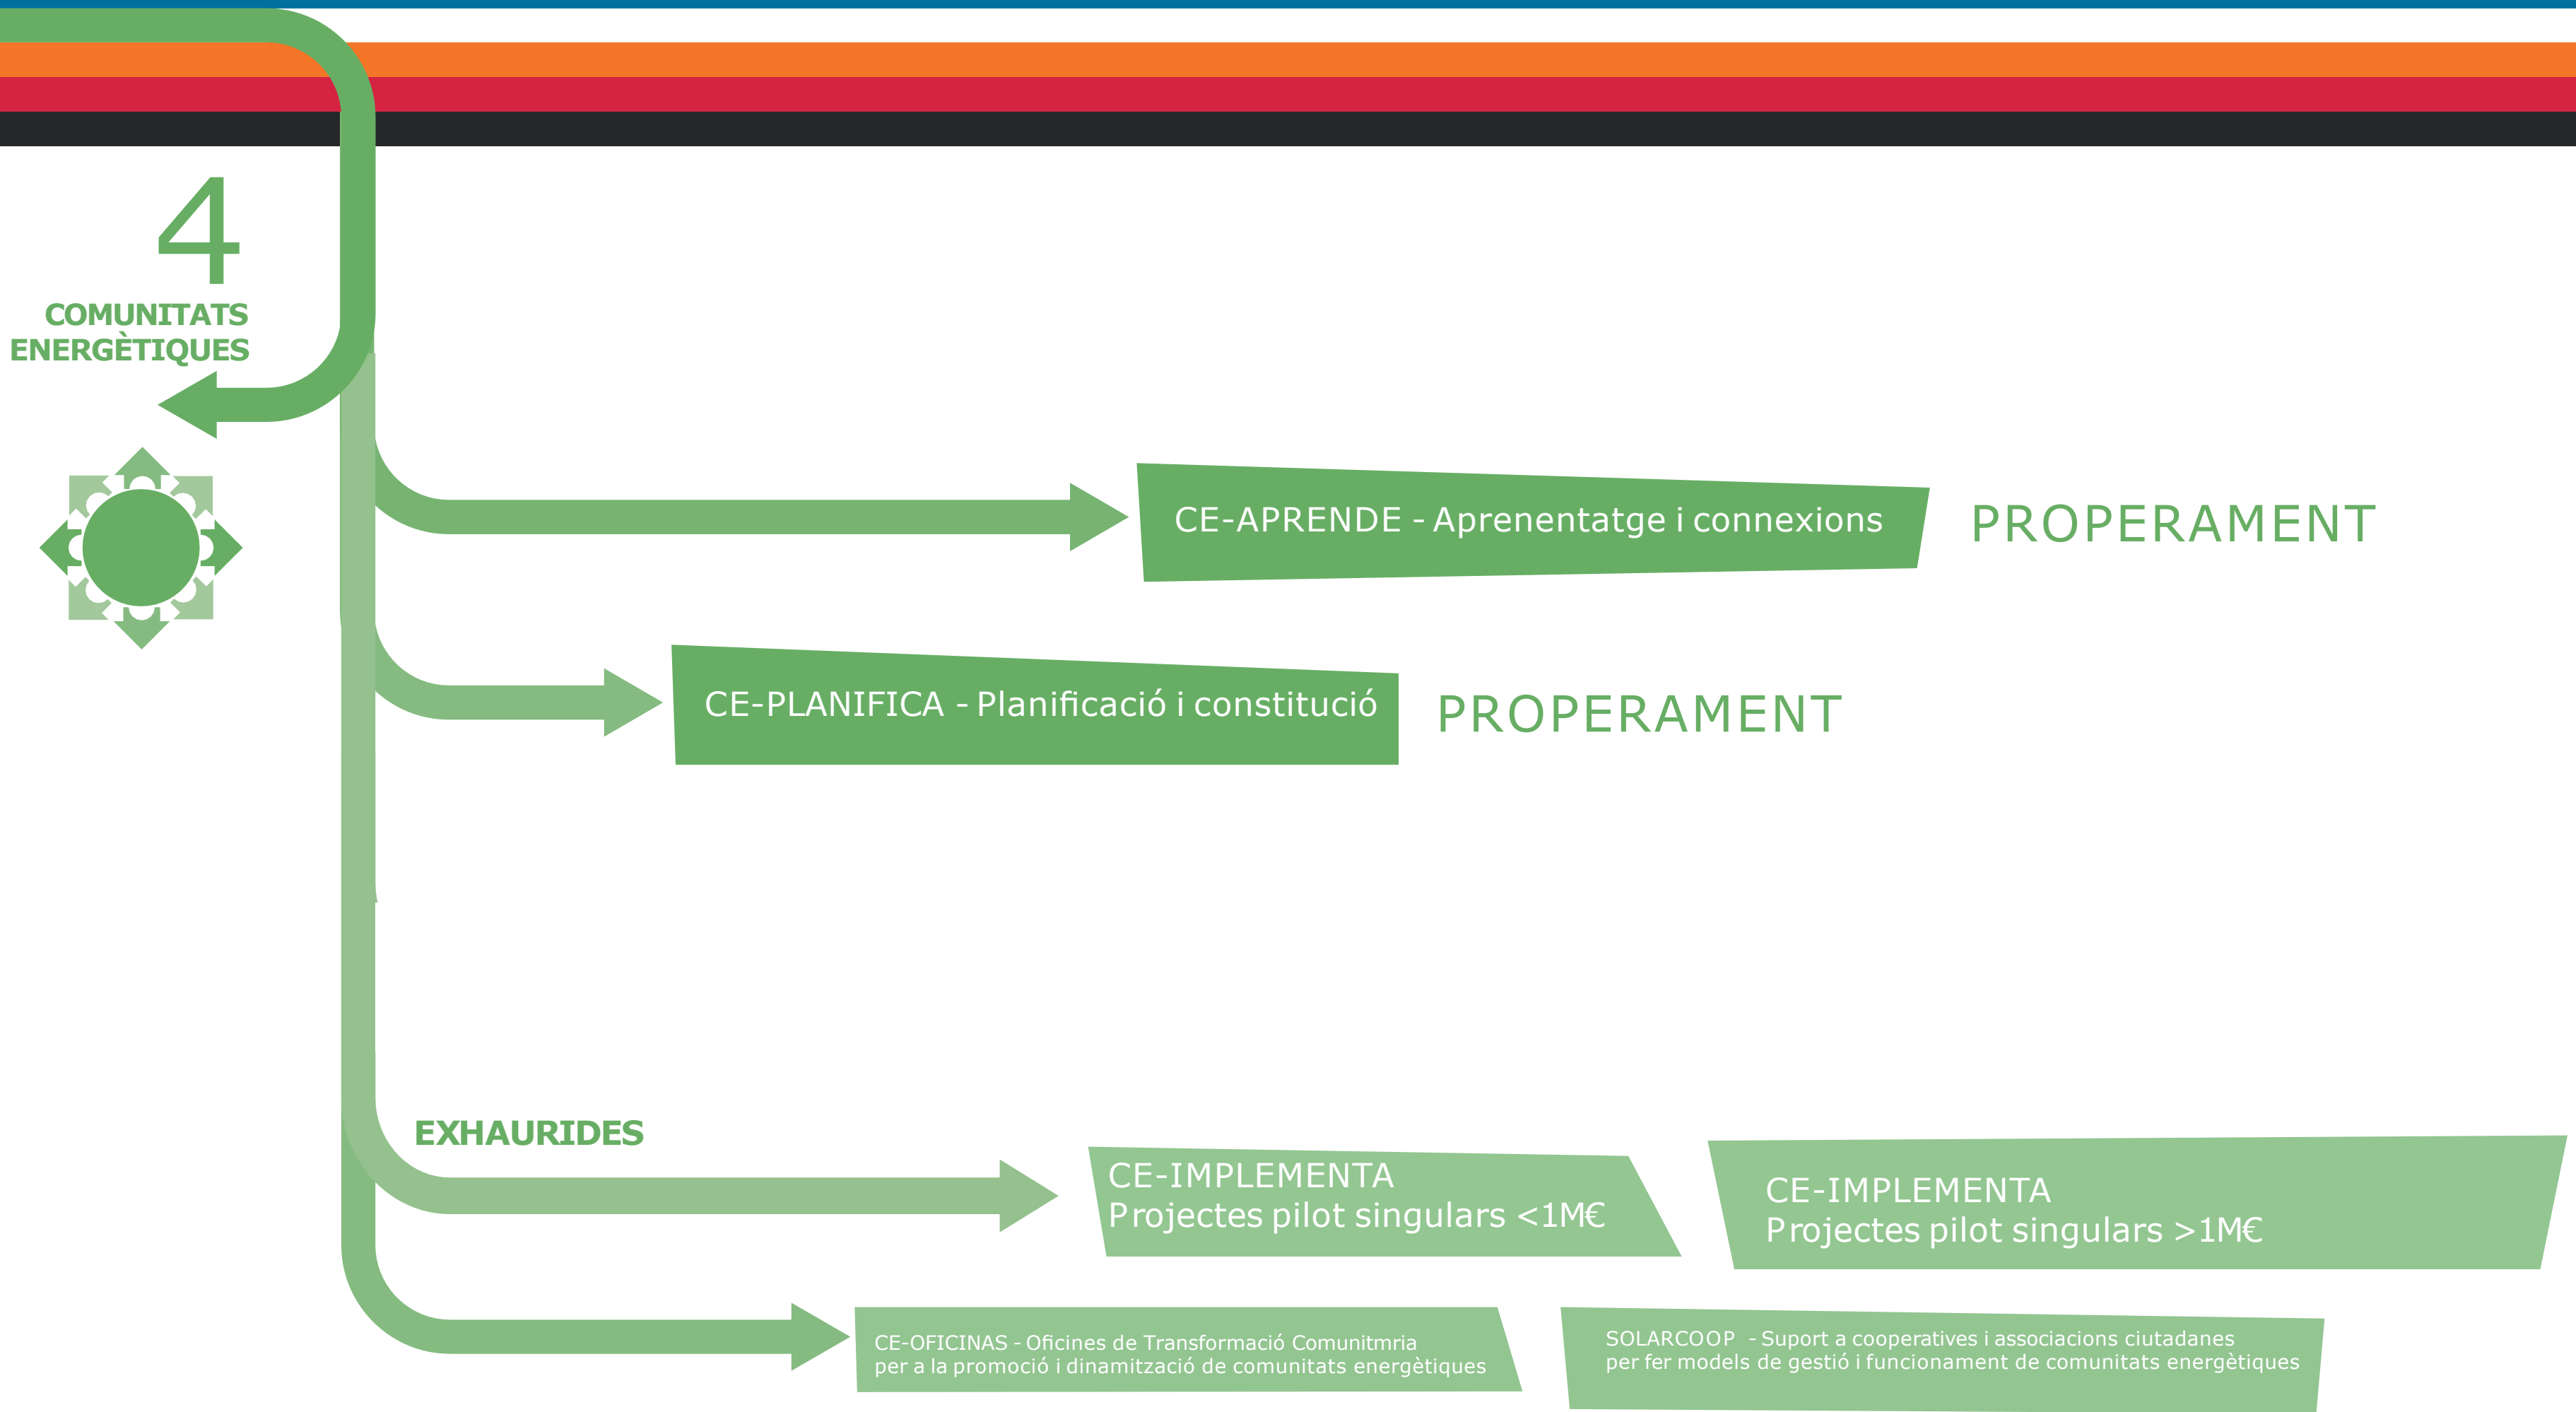 4
COMUNITATS
ENERGÈTIQUES
CE-APRENDE - Aprenentatge i connexions
PROPERAMENT
CE-PLANIFICA - Planificació i constitució
PROPERAMENT
EXHAURIDES
CE-IMPLEMENTA
Projectes pilot singulars <1M€
CE-IMPLEMENTA
Projectes pilot singulars >1M€
CE-OFICINAS - Oficines de Transformació Comunitmria
per a la promoció i dinamització de comunitats energètiques
SOLARCOOP - Suport a cooperatives i associacions ciutadanes
per fer models de gestió i funcionament de comunitats energètiques